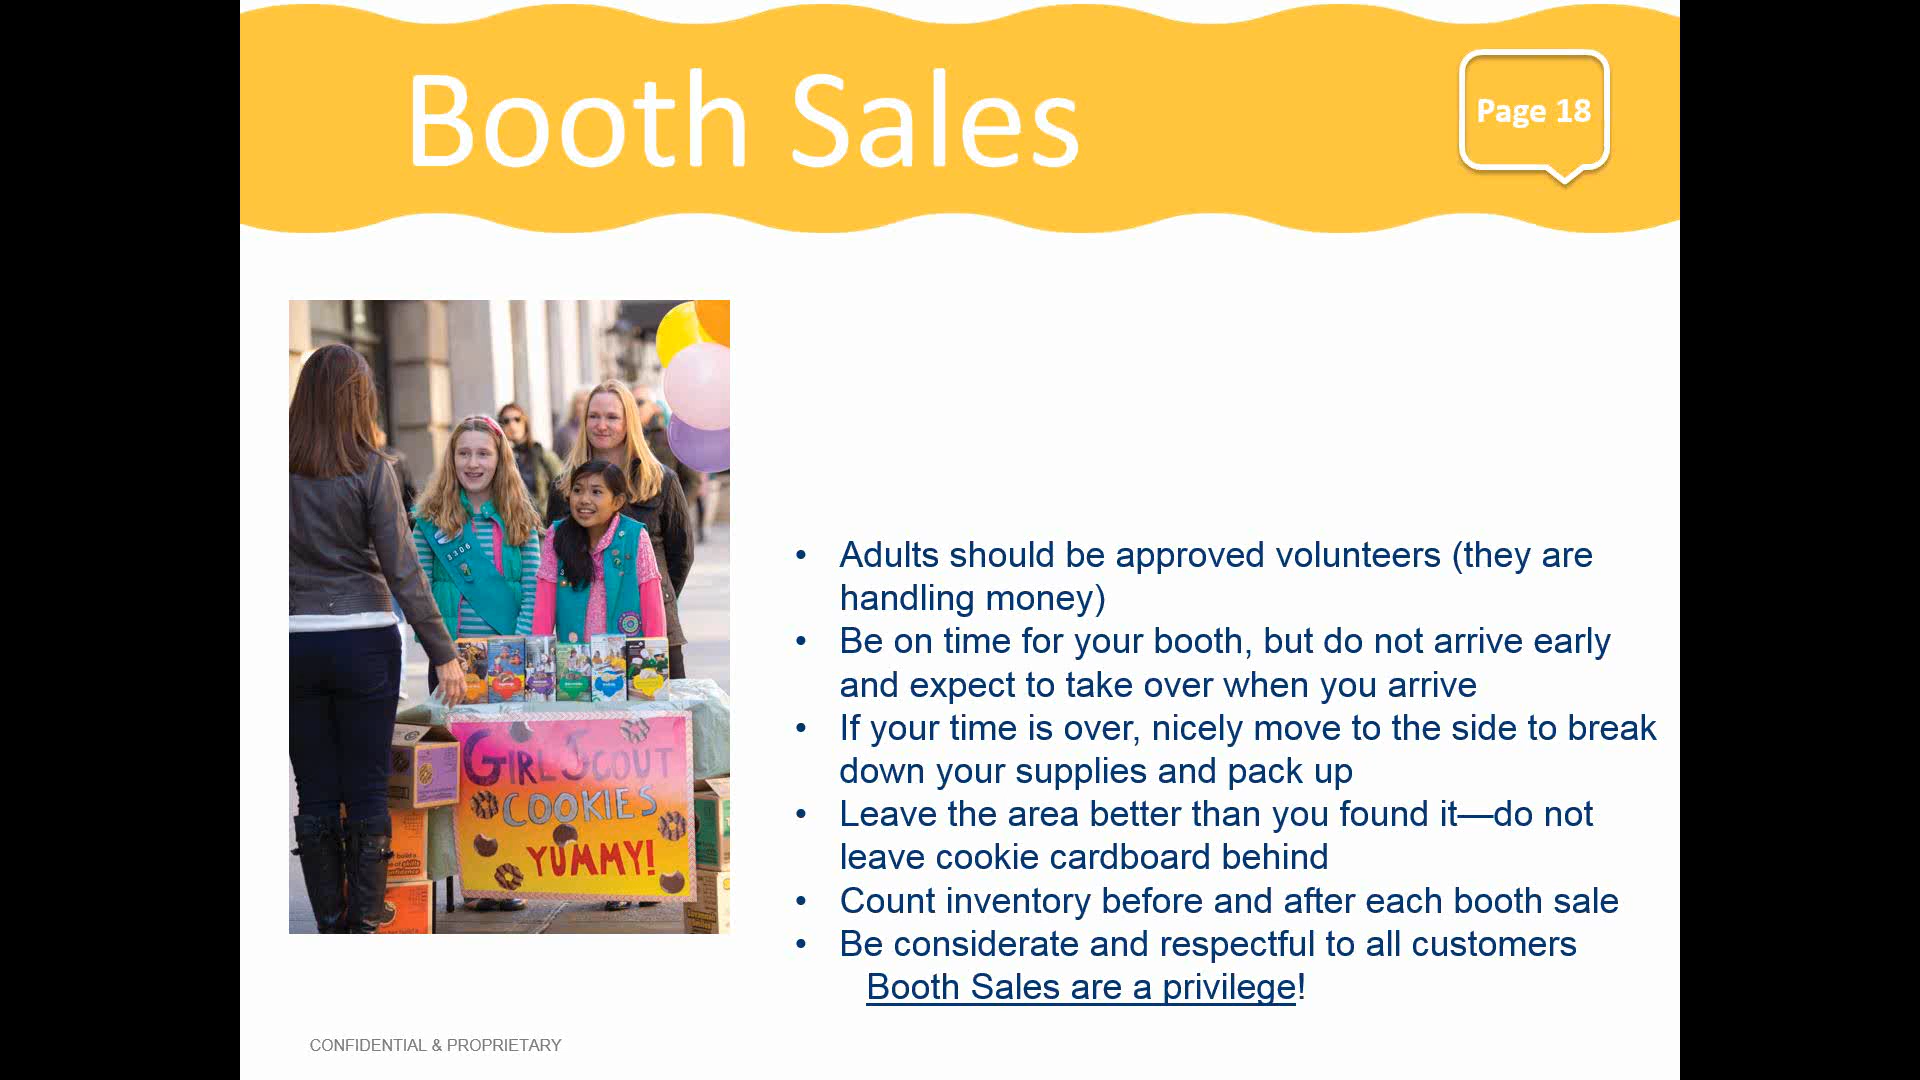 Booth Sales
Page 18
3306
GIRL SCOUT
COOKIES
YUMMY!
• Adults should be approved volunteers (they are
handling money)
• Be on time for your booth, but do not arrive early
and expect to take over when you arrive
• If your time is over, nicely move to the side to break
down your supplies and pack up
• Leave the area better than you found it—do not
leave cookie cardboard behind
• Count inventory before and after each booth sale
• Be considerate and respectful to all customers
Booth Sales are a privilege!
CONFIDENTIAL & PROPRIETARY